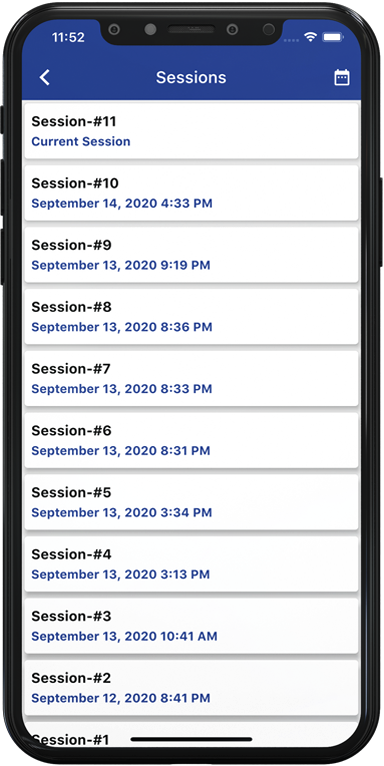 11:52
Sessions
Session-#11
Current Session
Session-#10
September 14, 2020 4:33 PM
Session-#9
September 13, 2020 9:19 PM
Session-#8
September 13, 2020 8:36 PM
Session-#7
September 13, 2020 8:33 PM
Session-#6
September 13, 2020 8:31 PM
Session-#5
September 13, 2020 3:34 PM
Session-#4
September 13, 2020 3:13 PM
Session-#3
September 13, 2020 10:41 AM
Session-#2
September 12, 2020 8:41 PM
Session-#1